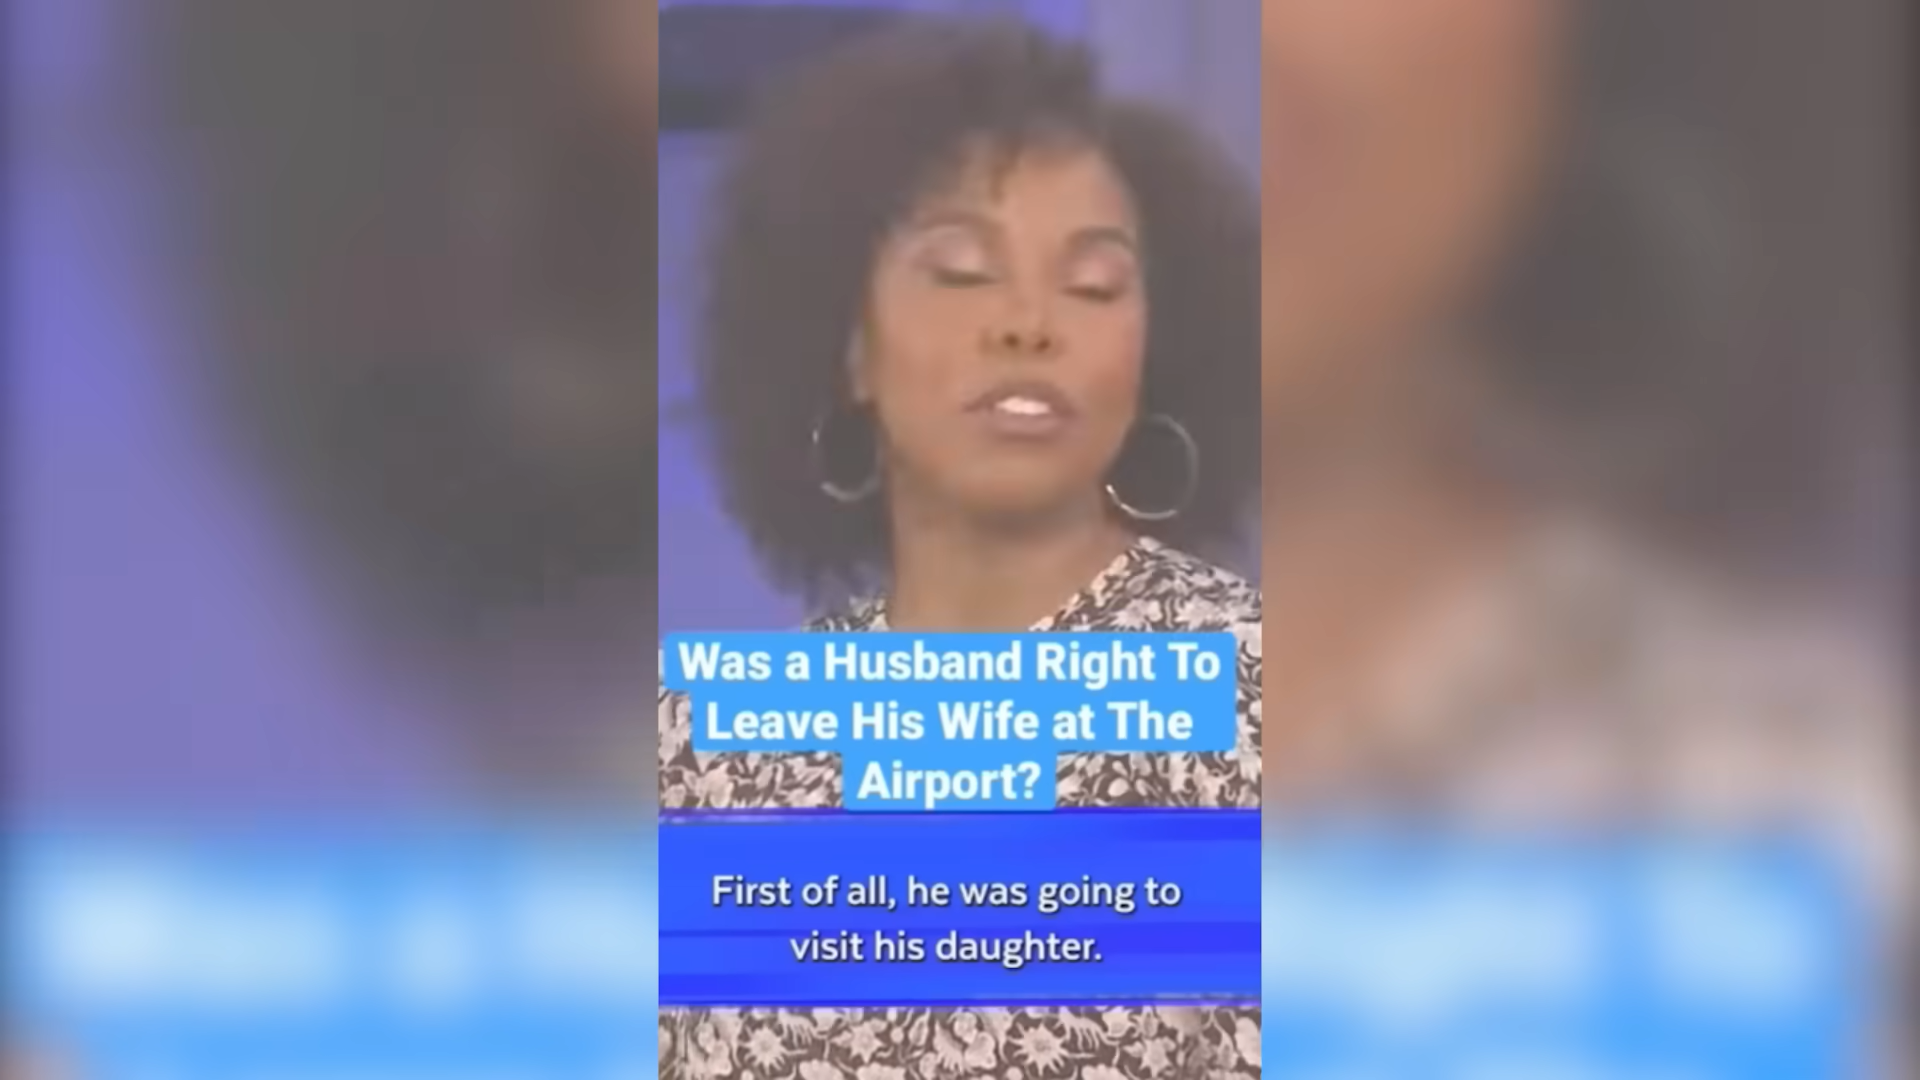 Was a Husband Right To
Leave His Wife at The
Airport?
First of all, he was going to
visit his daughter.